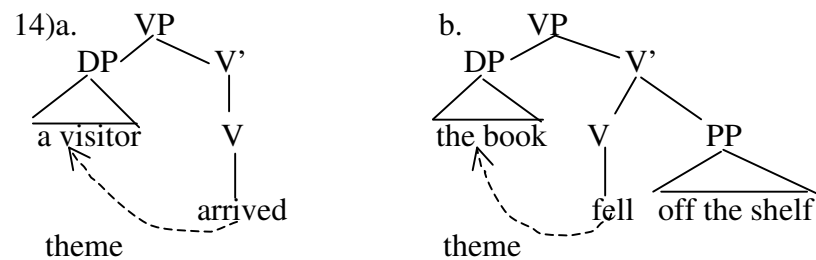 14)a. VP b. VP
DP V’ DP V’
a visitor V the book V PP
arrived fell off the shelf
theme theme